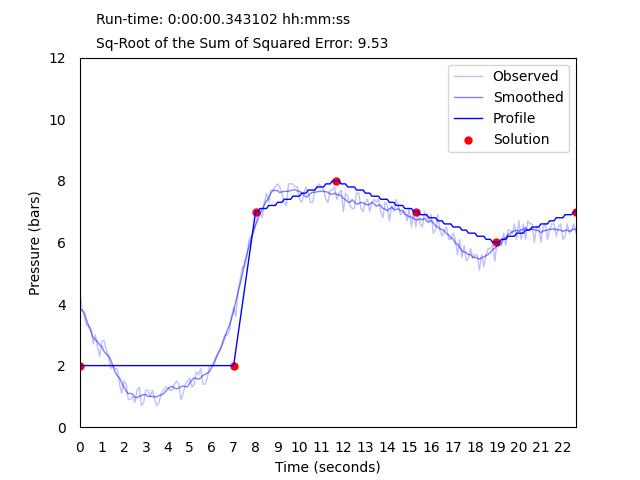 Run-time: 0:00:00.343102 hh:mm:ss
Sq-Root of the Sum of Squared Error: 9.53
12
10
8
6
4
2
0
Pressure (bars)
Observed
Smoothed
Profile
Solution
0 1 2 3 4 5 6 7 8 9 10 11 12 13 14 15 16 17 18 19 20 21 22
Time (seconds)